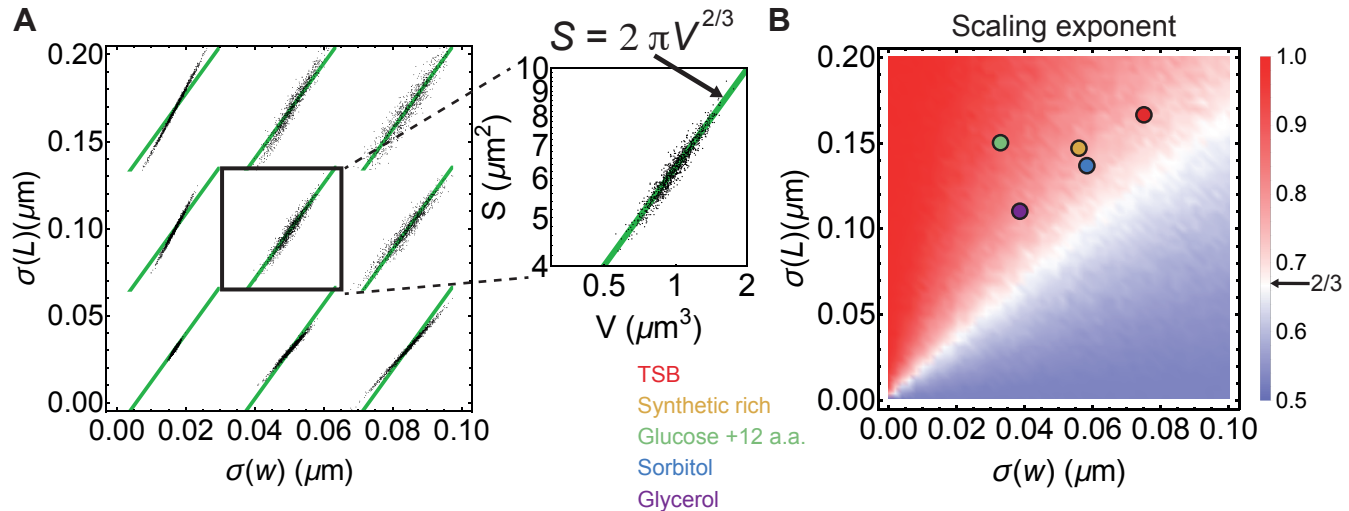 A
0.20
0.15
0.10
0.05
0.00
σ(L)(μm)
0.00 0.02 0.04 0.06 0.08 0.10
σ(w) (μm)
S = 2 πV^{2/3}
10
9
8
7
6
5
4
S (μm²)
0.5 1 2
V (μm³)
TSB
Synthetic rich
Glucose +12 a.a.
Sorbitol
Glycerol
B
Scaling exponent
0.20
0.15
0.10
0.05
0.00
σ(L)(μm)
0.00 0.02 0.04 0.06 0.08 0.10
σ(w) (μm)
1.0
0.9
0.8
0.7
2/3
0.6
0.5